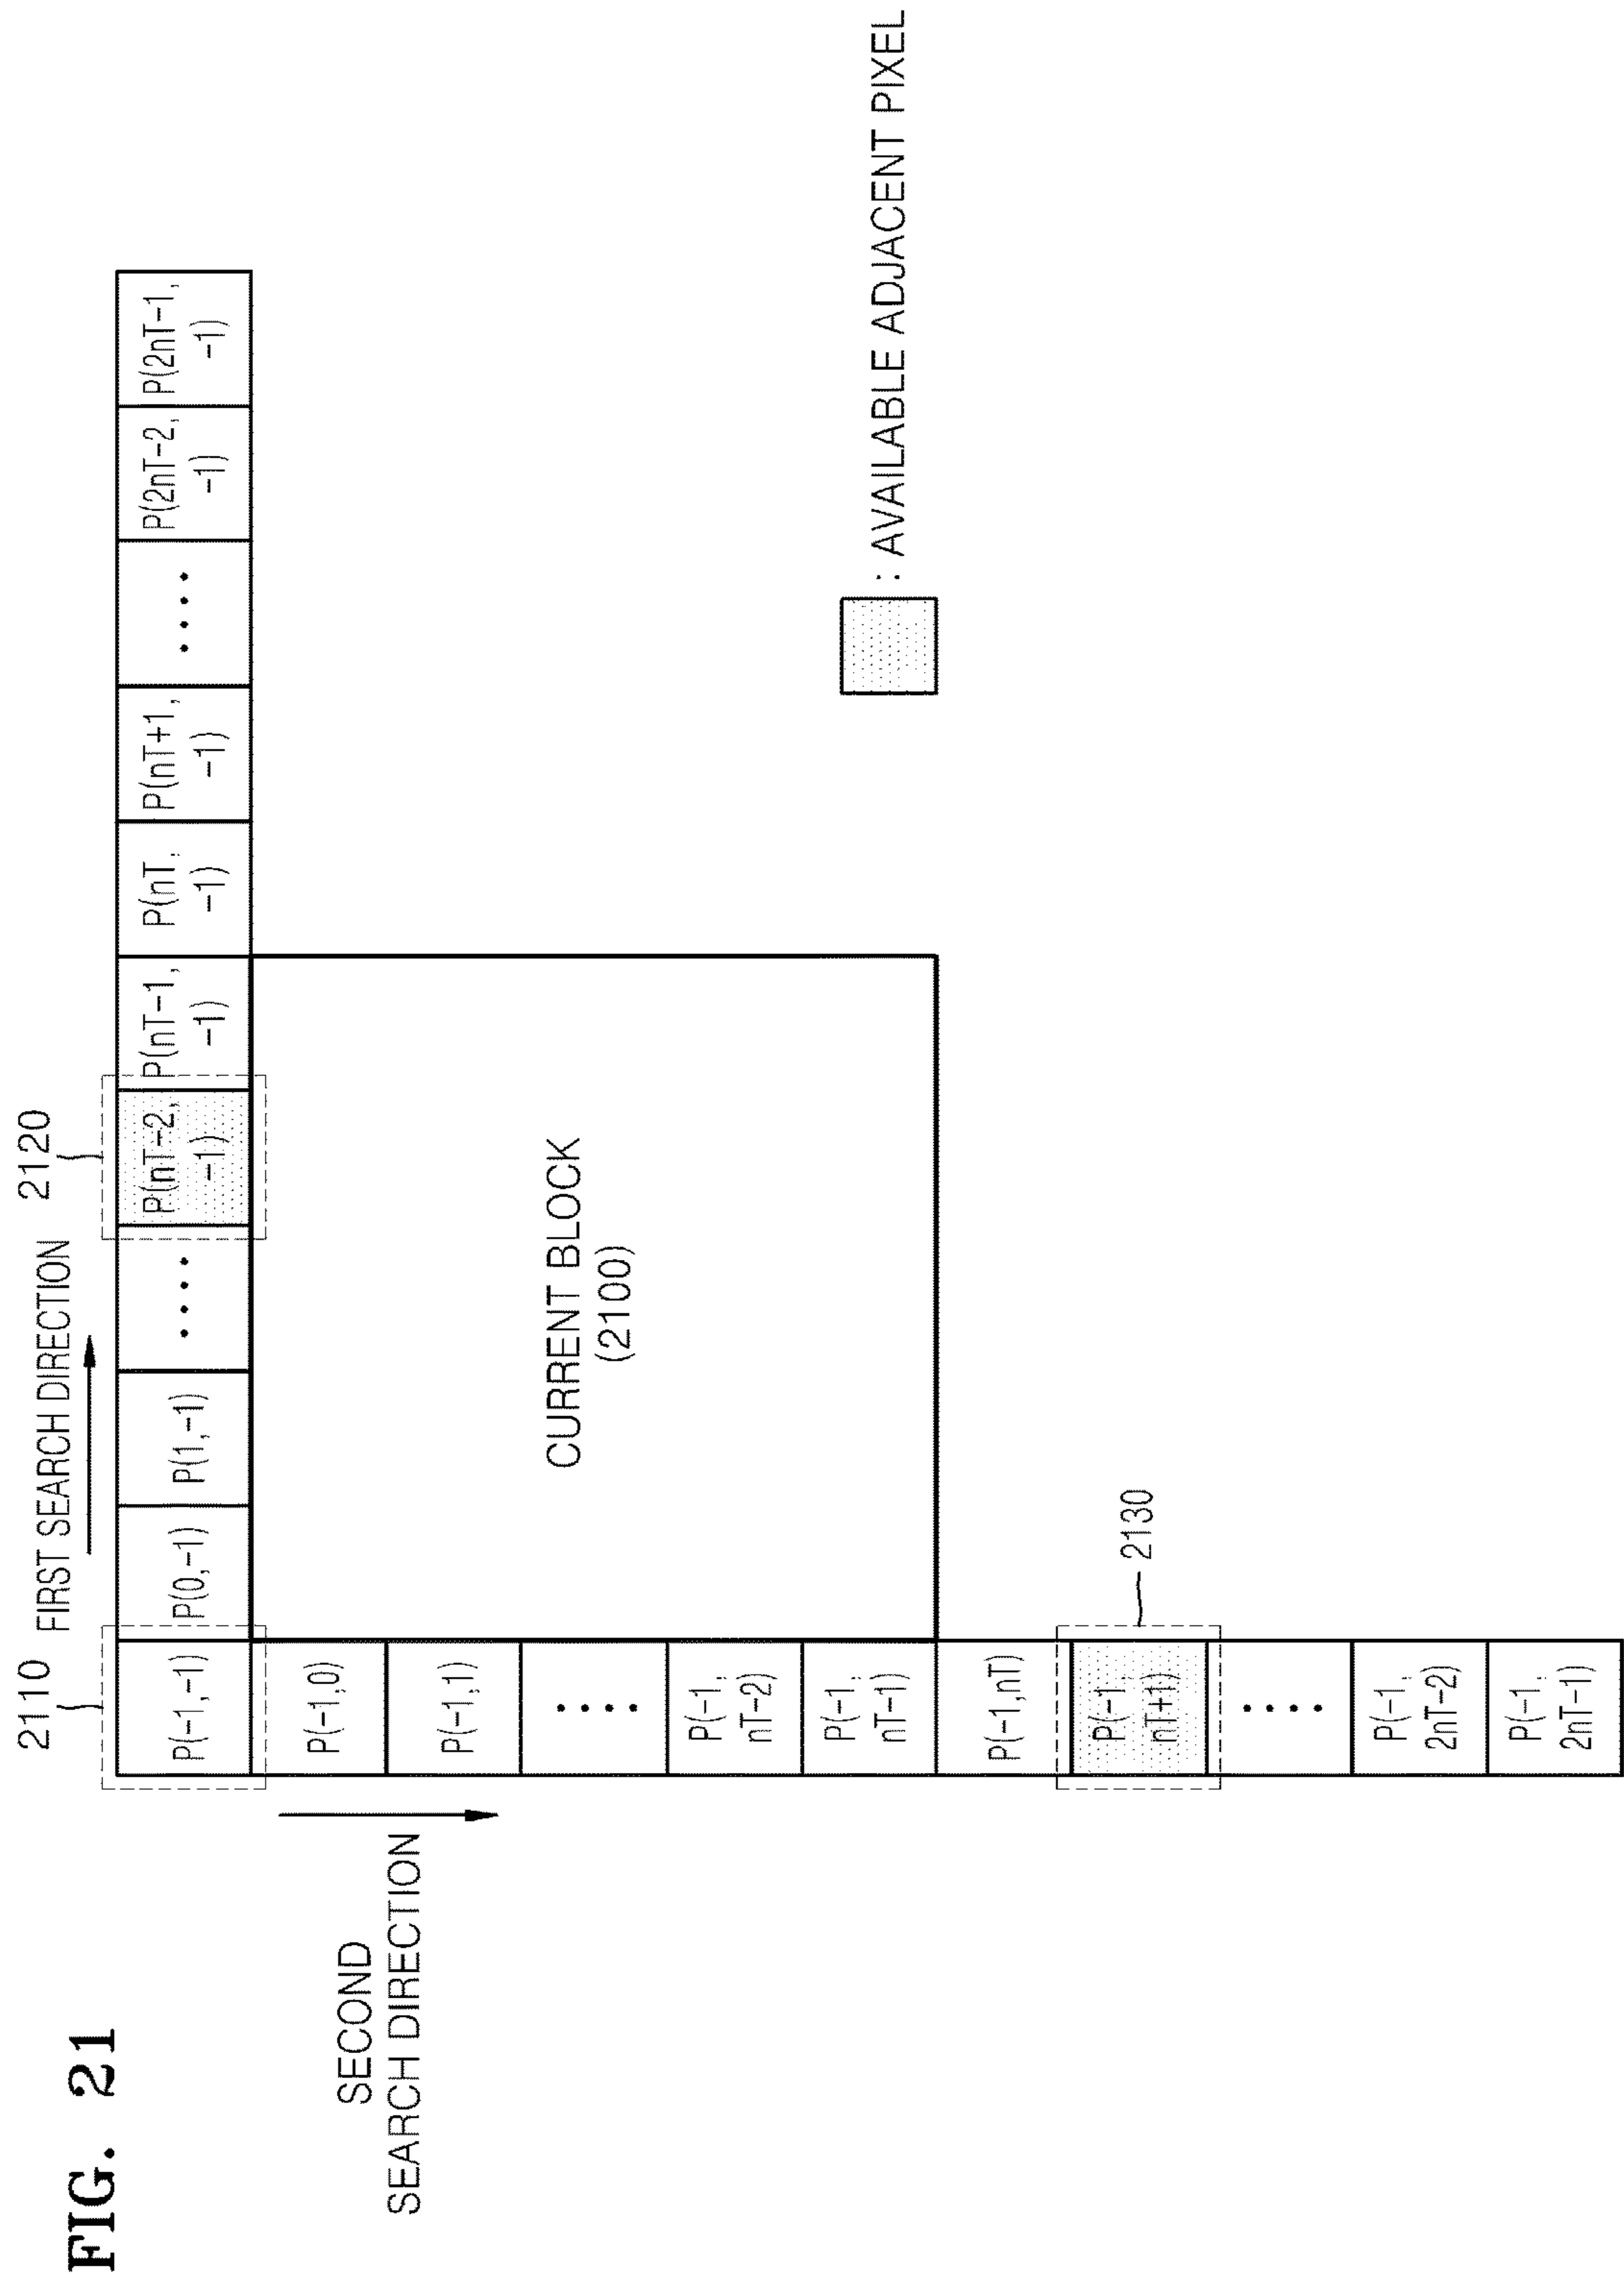 FIG. 21
2110
FIRST SEARCH DIRECTION
2120
P(-1,-1)
P(0,-1)
P(1,-1)
....
P(nT-2,
-1)
P(nT-1,
-1)
P(nT,
-1)
P(nT+1,
-1)
....
P(2nT-2,
-1)
P(2nT-1,
-1)
SECOND
SEARCH DIRECTION
P(-1,0)
P(-1,1)
....
P(-1,
nT-2)
P(-1,
nT-1)
P(-1,nT)
P(-1,
nT+1)
2130
....
P(-1,
2nT-2)
P(-1,
2nT-1)
CURRENT BLOCK
(2100)
: AVAILABLE ADJACENT PIXEL